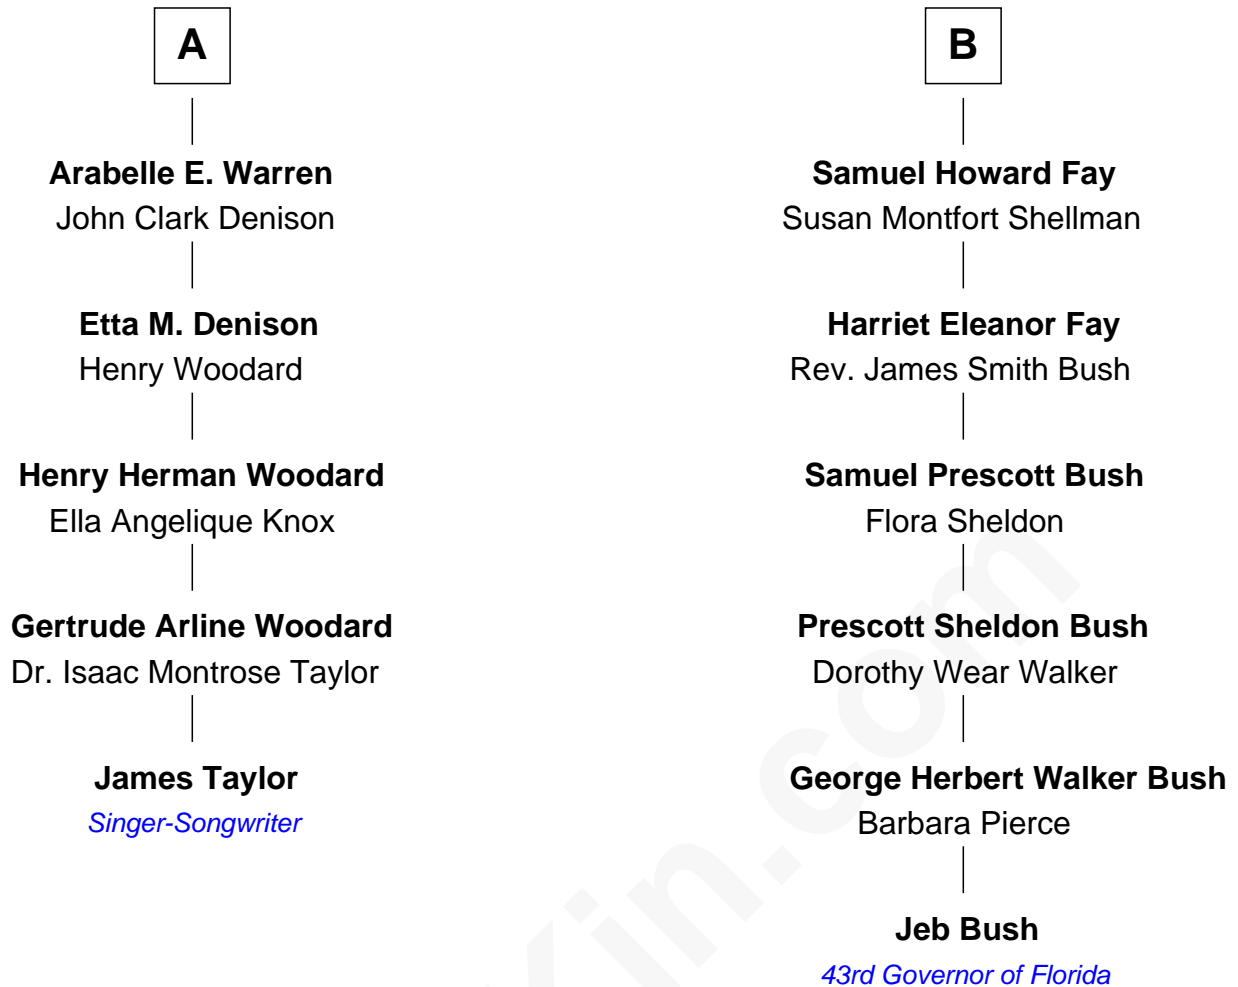 A
Arabelle E. Warren
John Clark Denison
Etta M. Denison
Henry Woodard
Henry Herman Woodard
Ella Angelique Knox
Gertrude Arline Woodard
Dr. Isaac Montrose Taylor
James Taylor
Singer-Songwriter
B
Samuel Howard Fay
Susan Montfort Shellman
Harriet Eleanor Fay
Rev. James Smith Bush
Samuel Prescott Bush
Flora Sheldon
Prescott Sheldon Bush
Dorothy Wear Walker
George Herbert Walker Bush
Barbara Pierce
Jeb Bush
43rd Governor of Florida
Kin.com